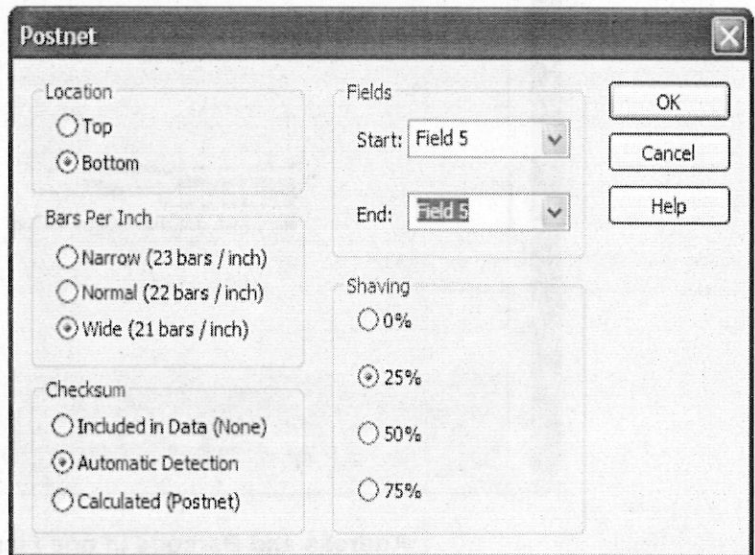 Postnet
Location
Top
Bottom
Bars Per Inch
Narrow (23 bars / inch)
Normal (22 bars / inch)
Wide (21 bars / inch)
Checksum
Included in Data (None)
Automatic Detection
Calculated (Postnet)
Fields
Start: Field 5
End: Field 5
Shaving
0%
25%
50%
75%
OK
Cancel
Help